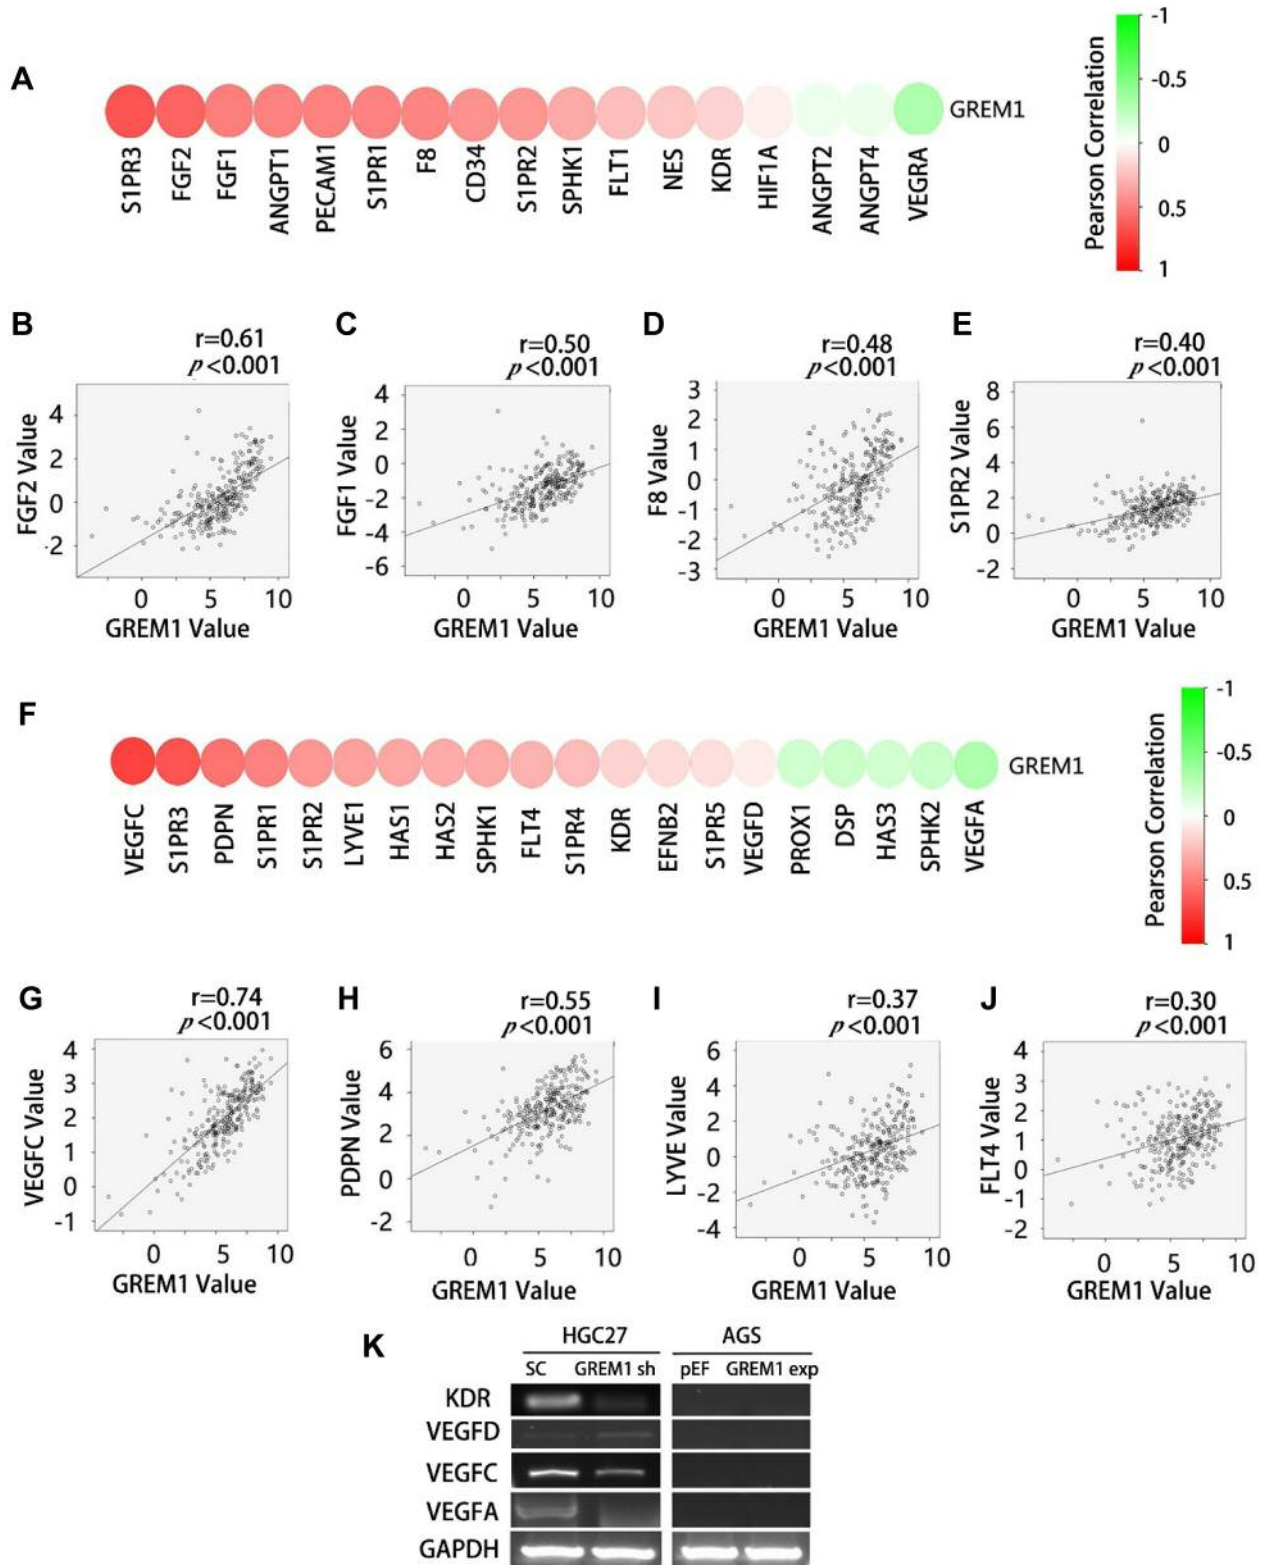 A
S1PR3
FGF2
FGF1
ANGPT1
PECAM1
S1PR1
F8
CD34
S1PR2
SPHK1
FLT1
NES
KDR
HIF1A
ANGPT2
ANGPT4
VEGRA
GREM1
Pearson Correlation
-1
-0.5
0
0.5
1
B
r=0.61
p<0.001
FGF2 Value
4
2
0
-2
0 5 10
GREM1 Value
C
r=0.50
p<0.001
FGF1 Value
4
2
0
-2
-4
-6
0 5 10
GREM1 Value
D
r=0.48
p<0.001
F8 Value
3
2
1
0
-1
-2
-3
0 5 10
GREM1 Value
E
r=0.40
p<0.001
S1PR2 Value
8
6
4
2
0
-2
0 5 10
GREM1 Value
F
VEGFC
S1PR3
PDPN
S1PR1
S1PR2
LYVE1
HAS1
HAS2
SPHK1
FLT4
S1PR4
KDR
EFNB2
S1PR5
VEGFD
PROX1
DSP
HAS3
SPHK2
VEGFA
GREM1
Pearson Correlation
-1
-0.5
0
0.5
1
G
r=0.74
p<0.001
VEGFC Value
4
3
2
1
0
-1
0 5 10
GREM1 Value
H
r=0.55
p<0.001
PDPN Value
6
4
2
0
-2
0 5 10
GREM1 Value
I
r=0.37
p<0.001
LYVE Value
6
4
2
0
-2
-4
0 5 10
GREM1 Value
J
r=0.30
p<0.001
FLT4 Value
4
3
2
1
0
-1
-2
0 5 10
GREM1 Value
K
HGC27 AGS
SC GREM1 sh pEF GREM1 exp
KDR
VEGFD
VEGFC
VEGFA
GAPDH